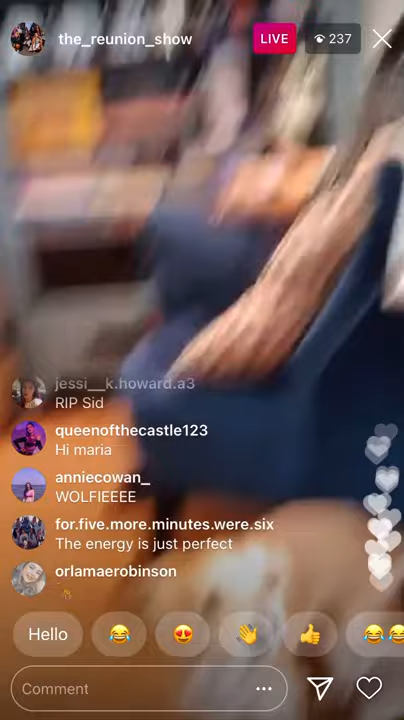 the_reunion_show
LIVE
237
jessi__k.howard.a3
RIP Sid
queenofthecastle123
Hi maria
anniecowan_
WOLFIEEEE
for.five.more.minutes.were.six
The energy is just perfect
orlamaerobinson
Hello
Comment